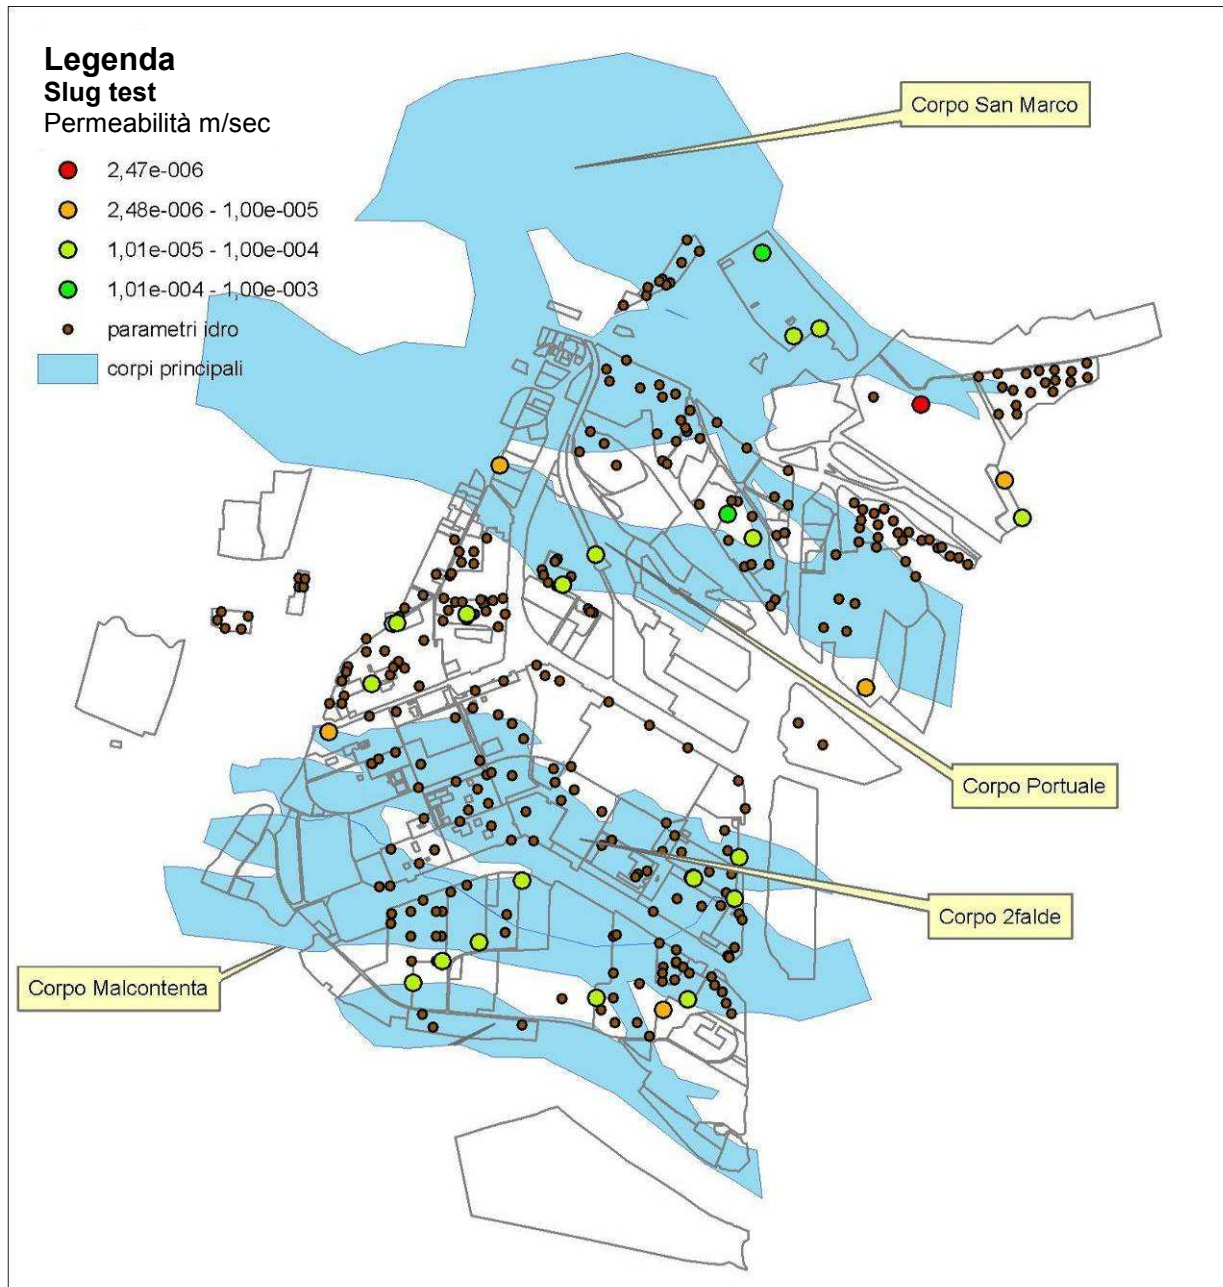 Legenda
Slug test
Permeabilità m/sec
2,47e-006
2,48e-006 - 1,00e-005
1,01e-005 - 1,00e-004
1,01e-004 - 1,00e-003
parametri idro
corpi principali
Corpo San Marco
Corpo Portuale
Corpo 2falde
Corpo Malcontenta